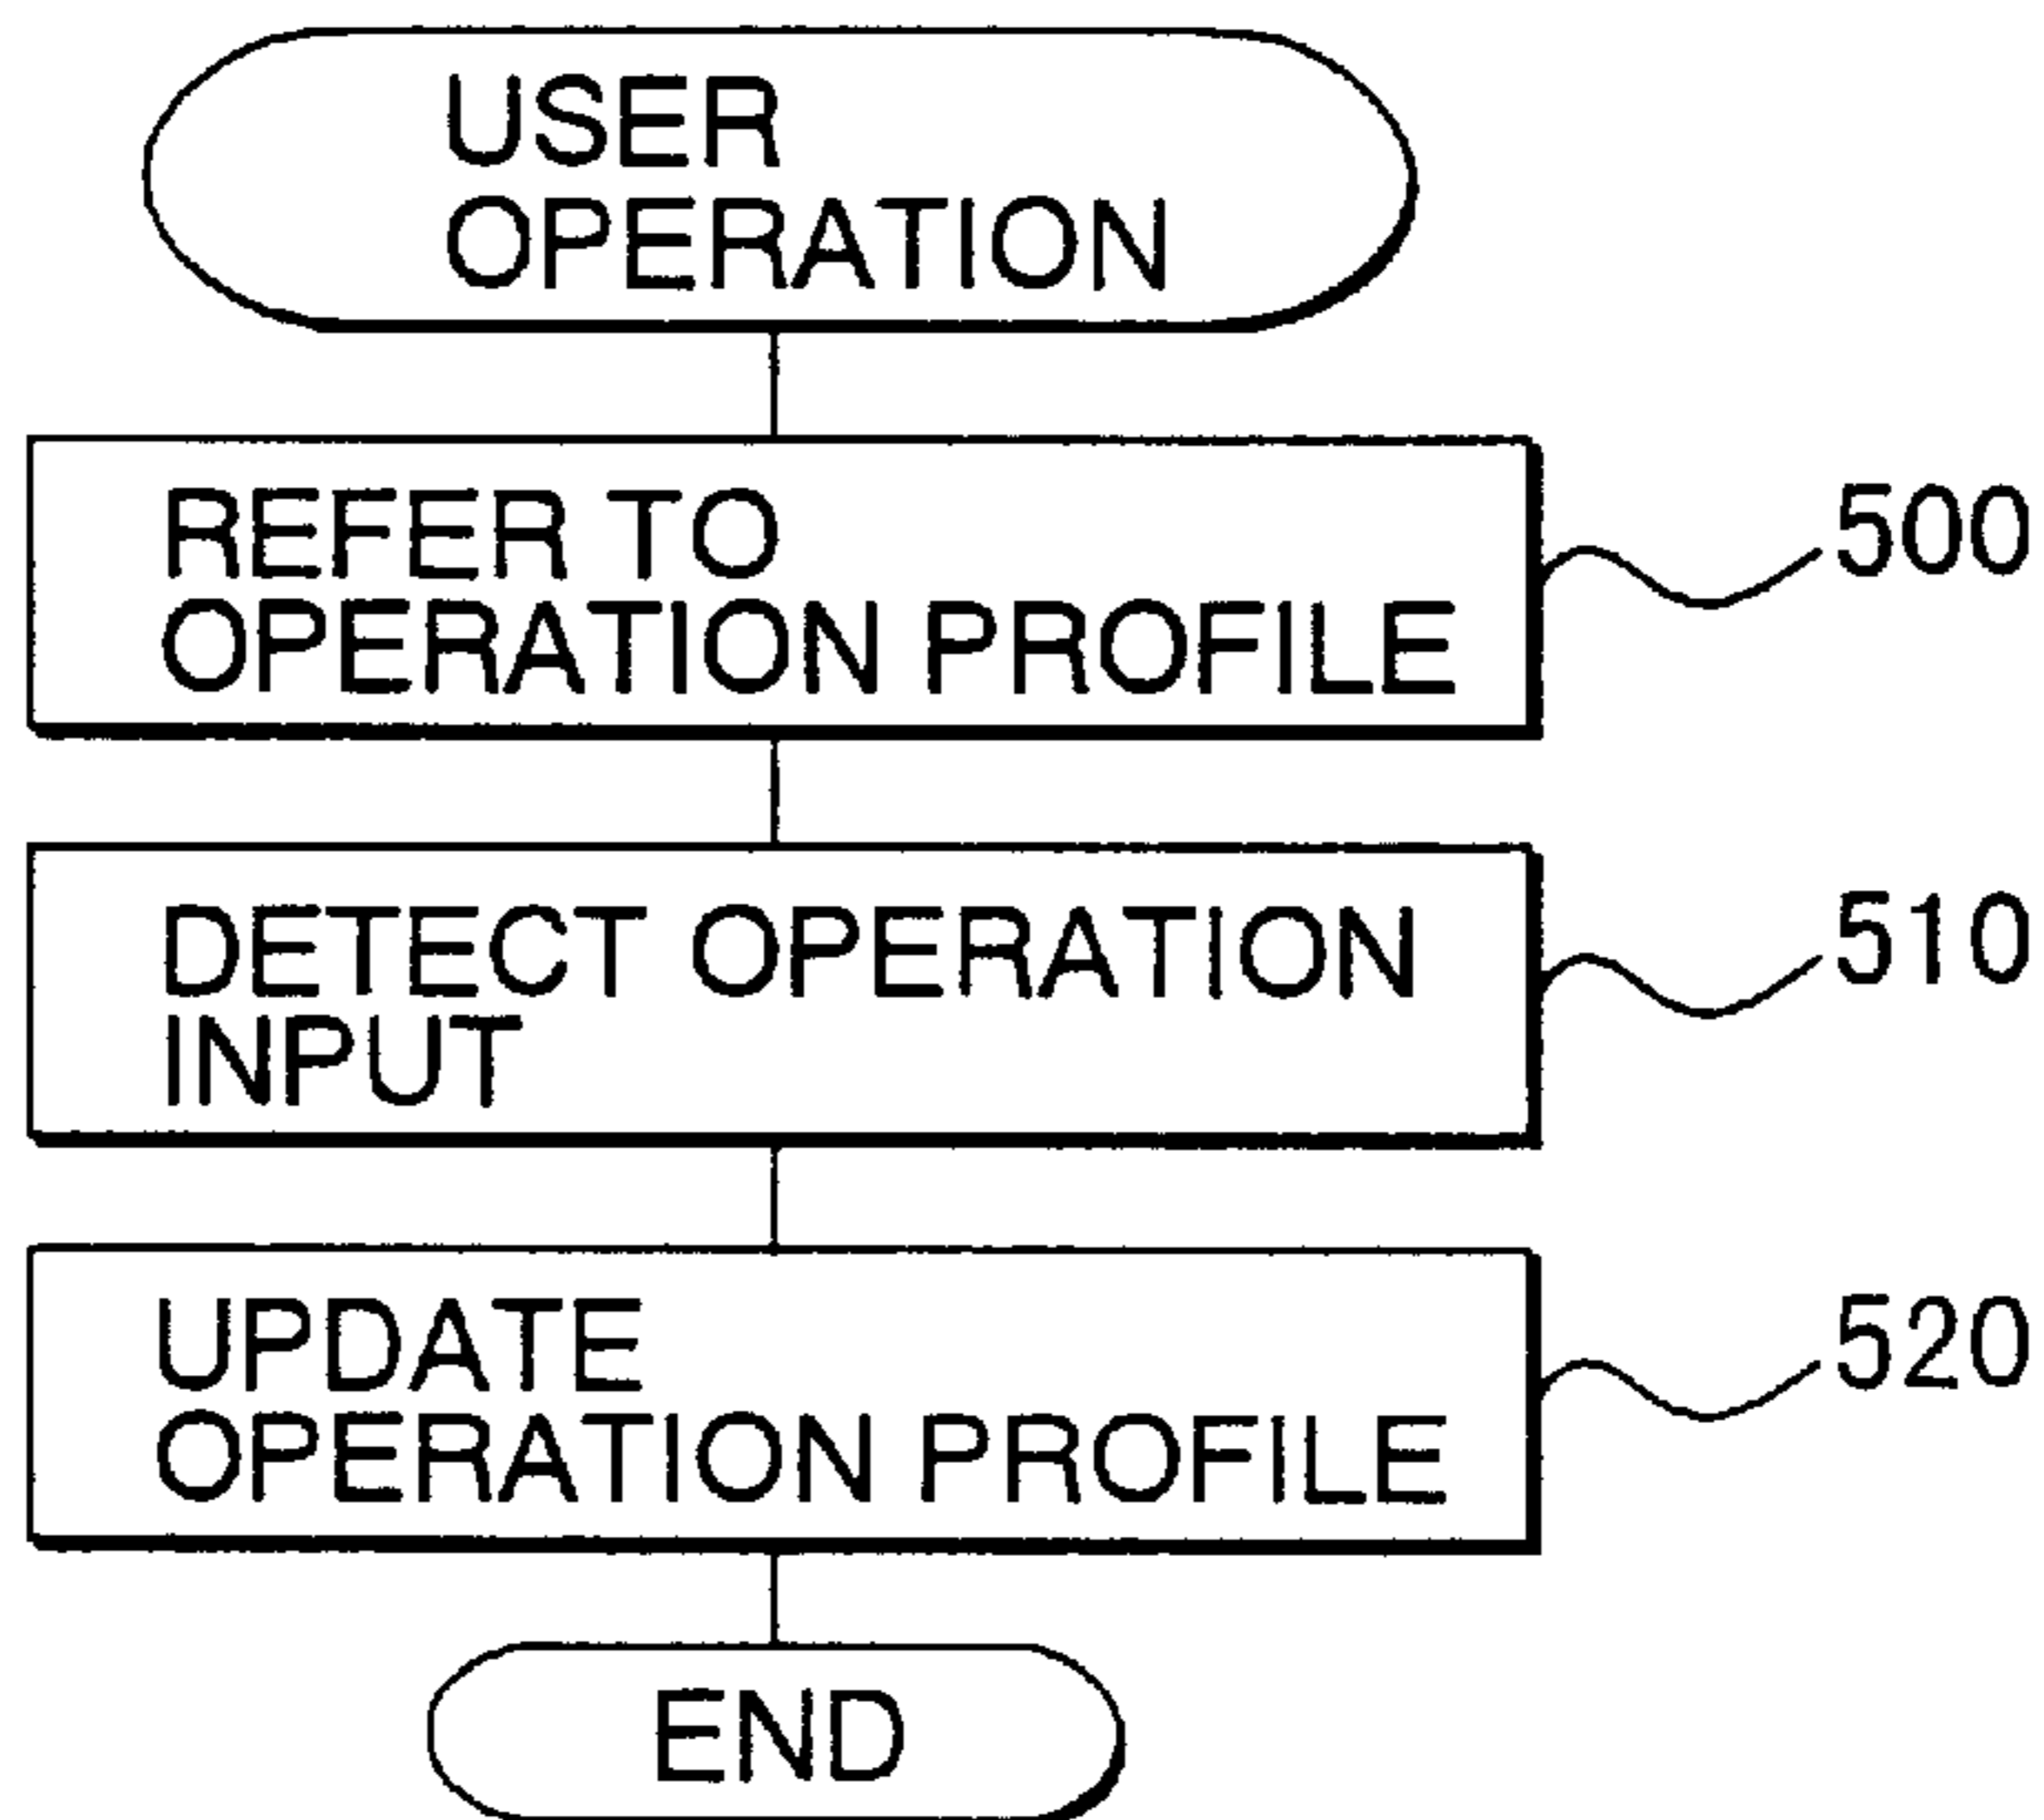 USER
OPERATION
REFER TO
OPERATION PROFILE
500
DETECT OPERATION
INPUT
510
UPDATE
OPERATION PROFILE
520
END